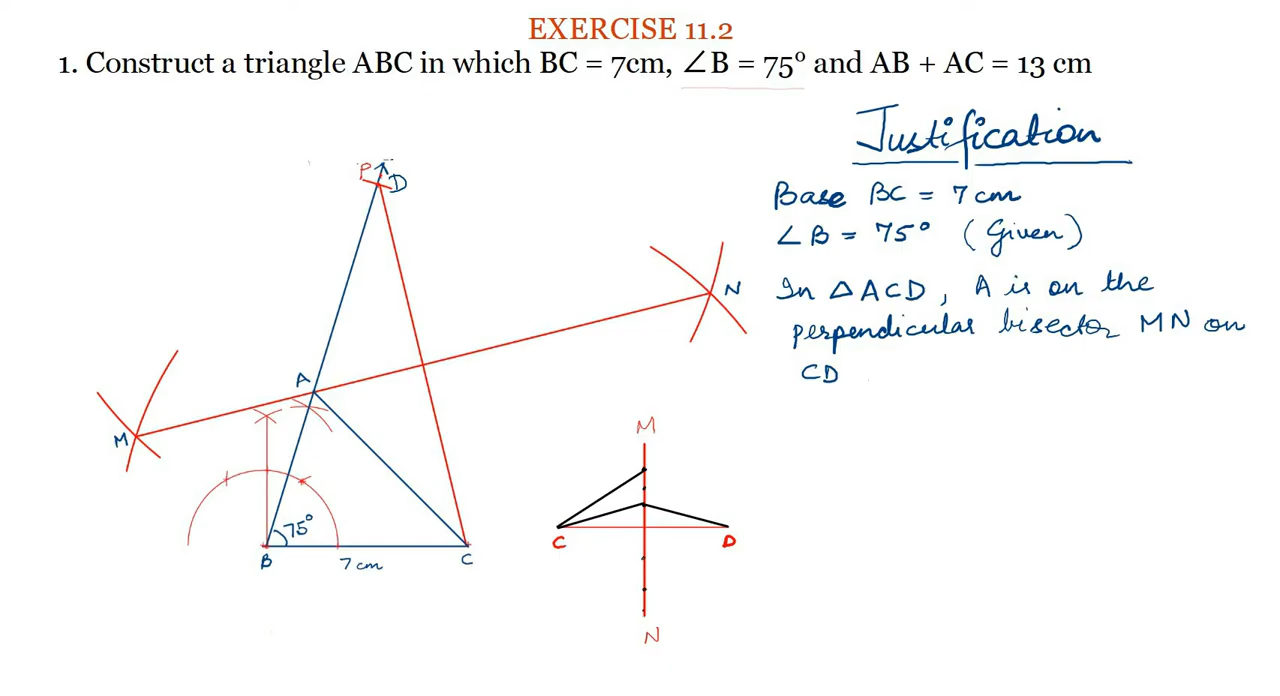 EXERCISE 11.2
1. Construct a triangle ABC in which BC = 7cm, ∠B = 75° and AB + AC = 13 cm
Justification
Base BC = 7 cm
∠B = 75° (Given)
In △ACD, A is on the
perpendicular bisector MN on
CD
P
D
N
A
M
75°
B
7 cm
C
M
C
D
N